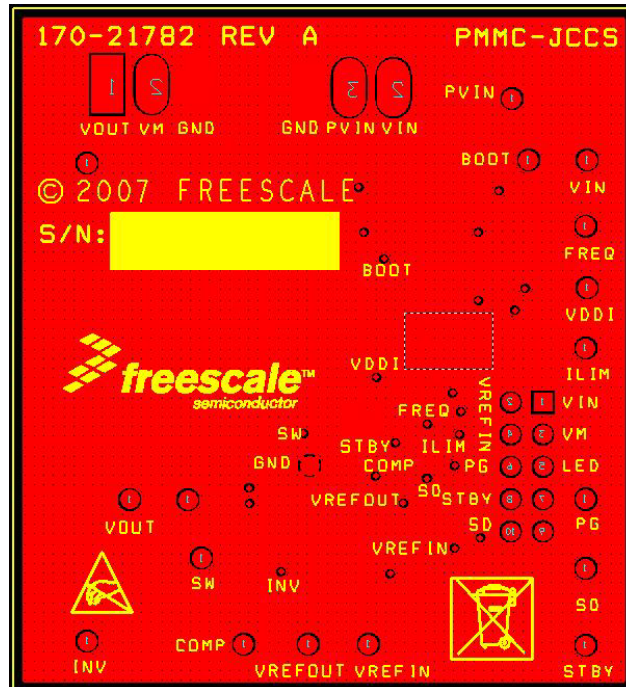 170-21782 REV A PMMC-JCCS
1 2 3 2
PVIN 1
VOUT VM GND GND PVIN VIN
1 BOOT 1 1
VIN
© 2007 FREESCALE
S/N:
1
FREQ
BOOT
1
VDDI
1
VDDI ILIM
freescale™
semiconductor
VREFIN 2 1 VIN
FREQ
SW STBY ILIM 4 3 VM
GND COMP PG 6 5 LED
1 1 VREFOUT SO STBY 8 7 1
VOUT SD 10 9 PG
VREFIN
1
SW INV 1
SO
1 COMP 1 1 1 1
INV VREFOUT VREFIN STBY